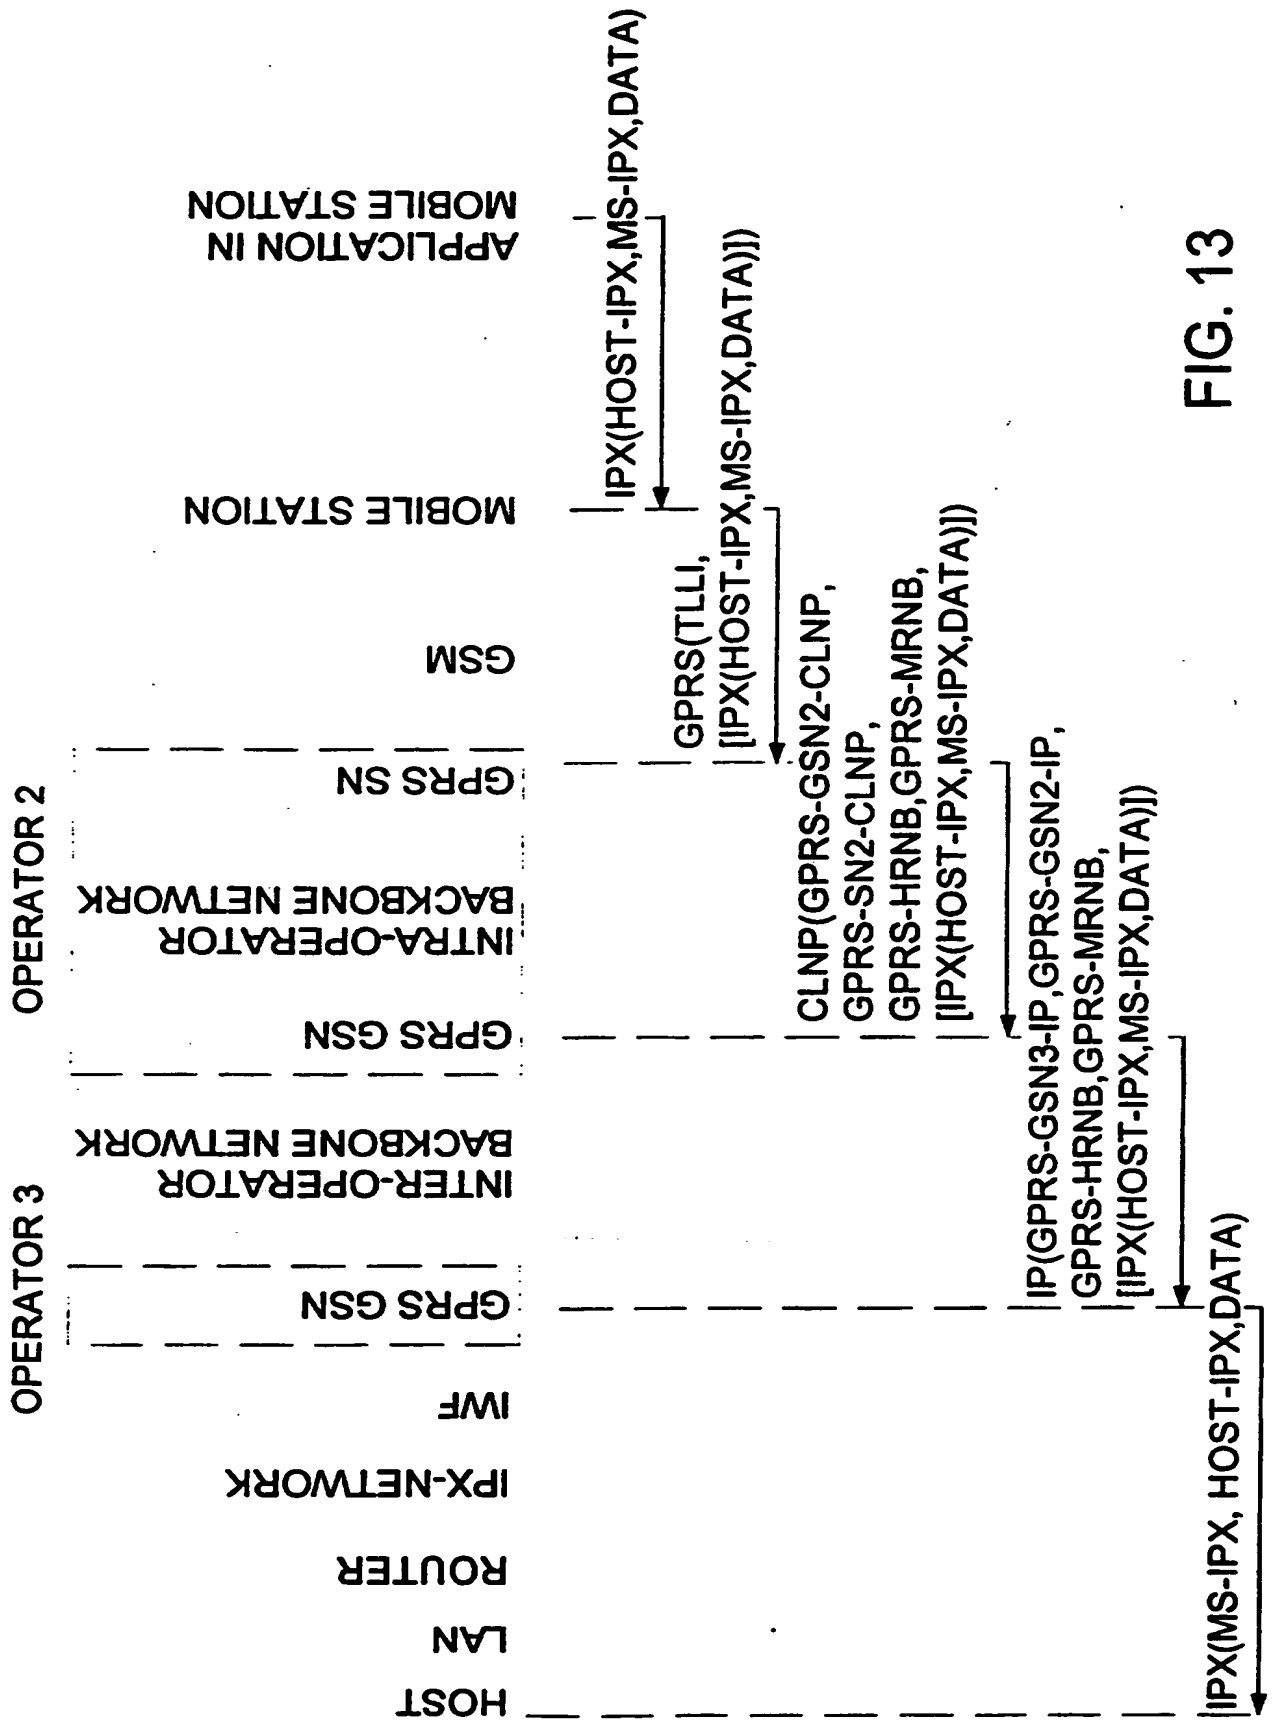 OPERATOR 3
OPERATOR 2
HOST
LAN
ROUTER
IPX-NETWORK
IWF
GPRS GSN
INTER-OPERATOR
BACKBONE NETWORK
GPRS GSN
INTRA-OPERATOR
BACKBONE NETWORK
GPRS SN
GSM
MOBILE STATION
APPLICATION IN
MOBILE STATION
IPX(HOST-IPX,MS-IPX,DATA)
GPRS(TLLI,
[IPX(HOST-IPX,MS-IPX,DATA)])
CLNP(GPRS-GSN2-CLNP,
GPRS-SN2-CLNP,
GPRS-HRNB,GPRS-MRNB,
[IPX(HOST-IPX,MS-IPX,DATA)])
IP(GPRS-GSN3-IP,GPRS-GSN2-IP,
GPRS-HRNB,GPRS-MRNB,
[IPX(HOST-IPX,MS-IPX,DATA)])
IPX(MS-IPX, HOST-IPX,DATA)
FIG. 13